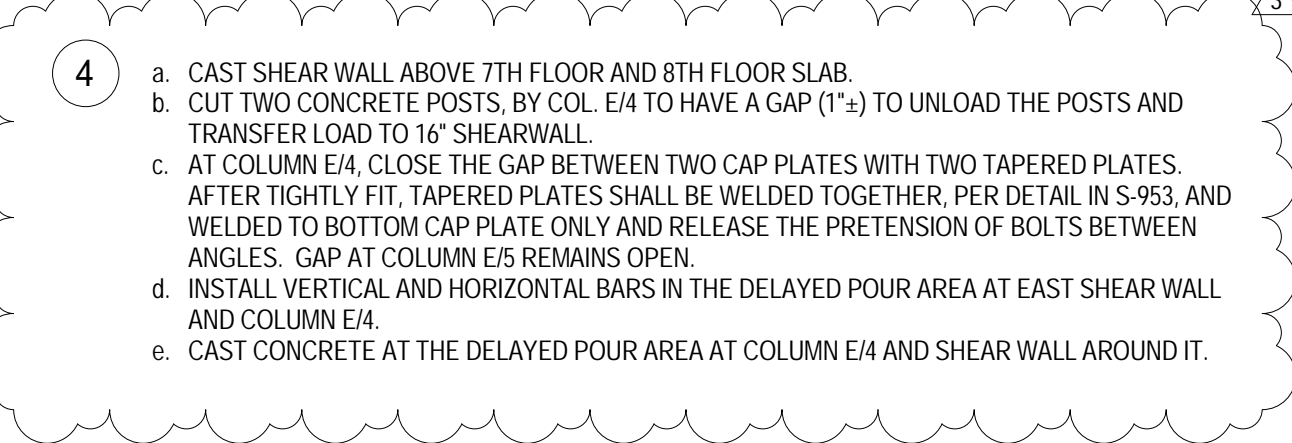 3
4
a. CAST SHEAR WALL ABOVE 7TH FLOOR AND 8TH FLOOR SLAB.
b. CUT TWO CONCRETE POSTS, BY COL. E/4 TO HAVE A GAP (1"±) TO UNLOAD THE POSTS AND
TRANSFER LOAD TO 16" SHEARWALL.
c. AT COLUMN E/4, CLOSE THE GAP BETWEEN TWO CAP PLATES WITH TWO TAPERED PLATES.
AFTER TIGHTLY FIT, TAPERED PLATES SHALL BE WELDED TOGETHER, PER DETAIL IN S-953, AND
WELDED TO BOTTOM CAP PLATE ONLY AND RELEASE THE PRETENSION OF BOLTS BETWEEN
ANGLES. GAP AT COLUMN E/5 REMAINS OPEN.
d. INSTALL VERTICAL AND HORIZONTAL BARS IN THE DELAYED POUR AREA AT EAST SHEAR WALL
AND COLUMN E/4.
e. CAST CONCRETE AT THE DELAYED POUR AREA AT COLUMN E/4 AND SHEAR WALL AROUND IT.